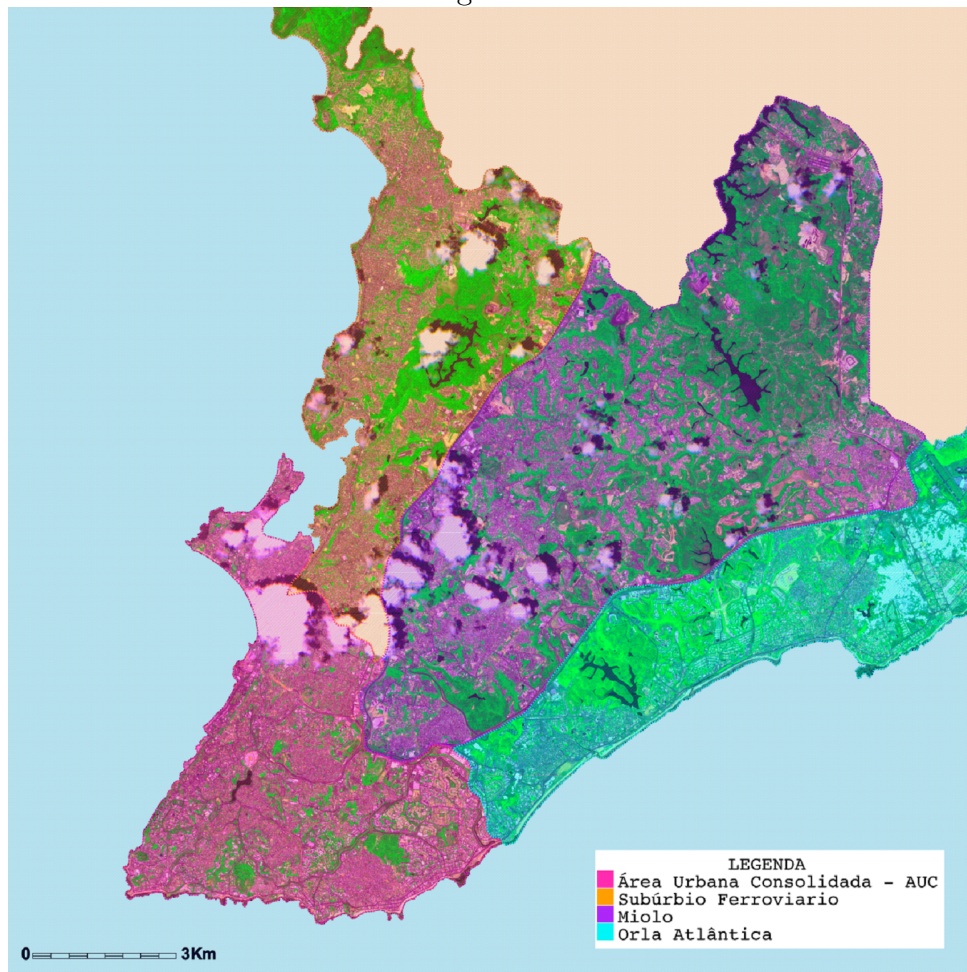 LEGENDA
Área Urbana Consolidada - AUC
Subúrbio Ferroviario
Miolo
Orla Atlântica
0 3Km